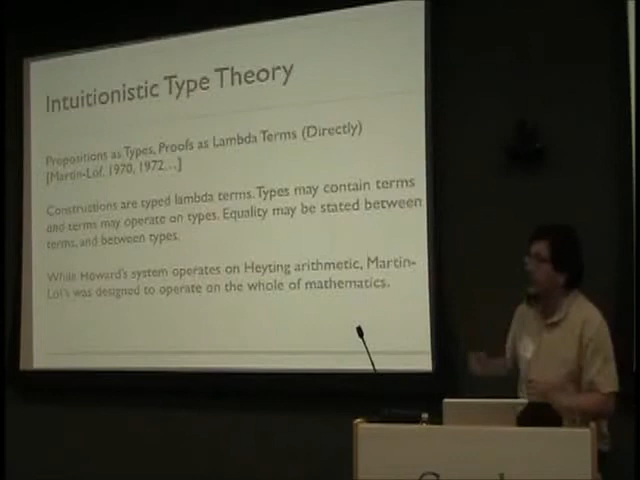 Intuitionistic Type Theory
Propositions as Types, Proofs as Lambda Terms (Directly)
[Martin-Lof, 1970, 1972...]
Constructions are typed lambda terms. Types may contain terms
and terms may operate on types. Equality may be stated between
terms, and between types.
While Howard's system operates on Heyting arithmetic, Martin-
Lof's was designed to operate on the whole of mathematics.